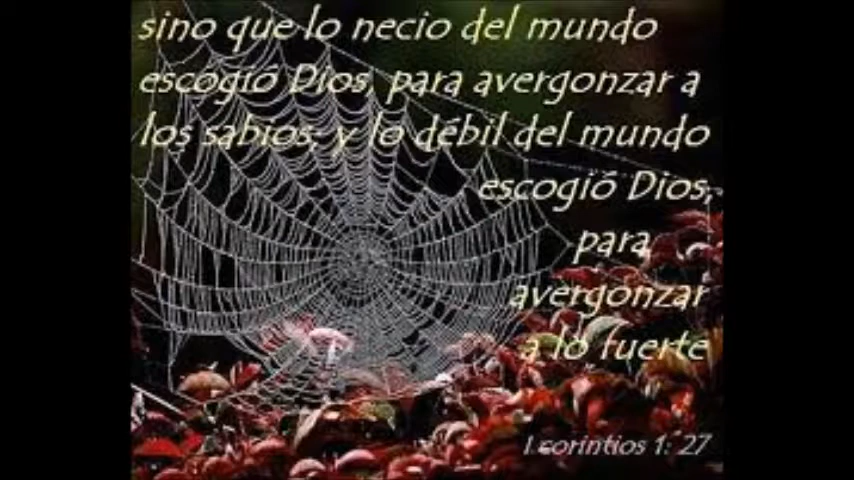 sino que lo necio del mundo
escogió Dios, para avergonzar a
los sabios; y lo débil del mundo
escogió Dios,
para
avergonzar
a lo fuerte
I corintios 1: 27